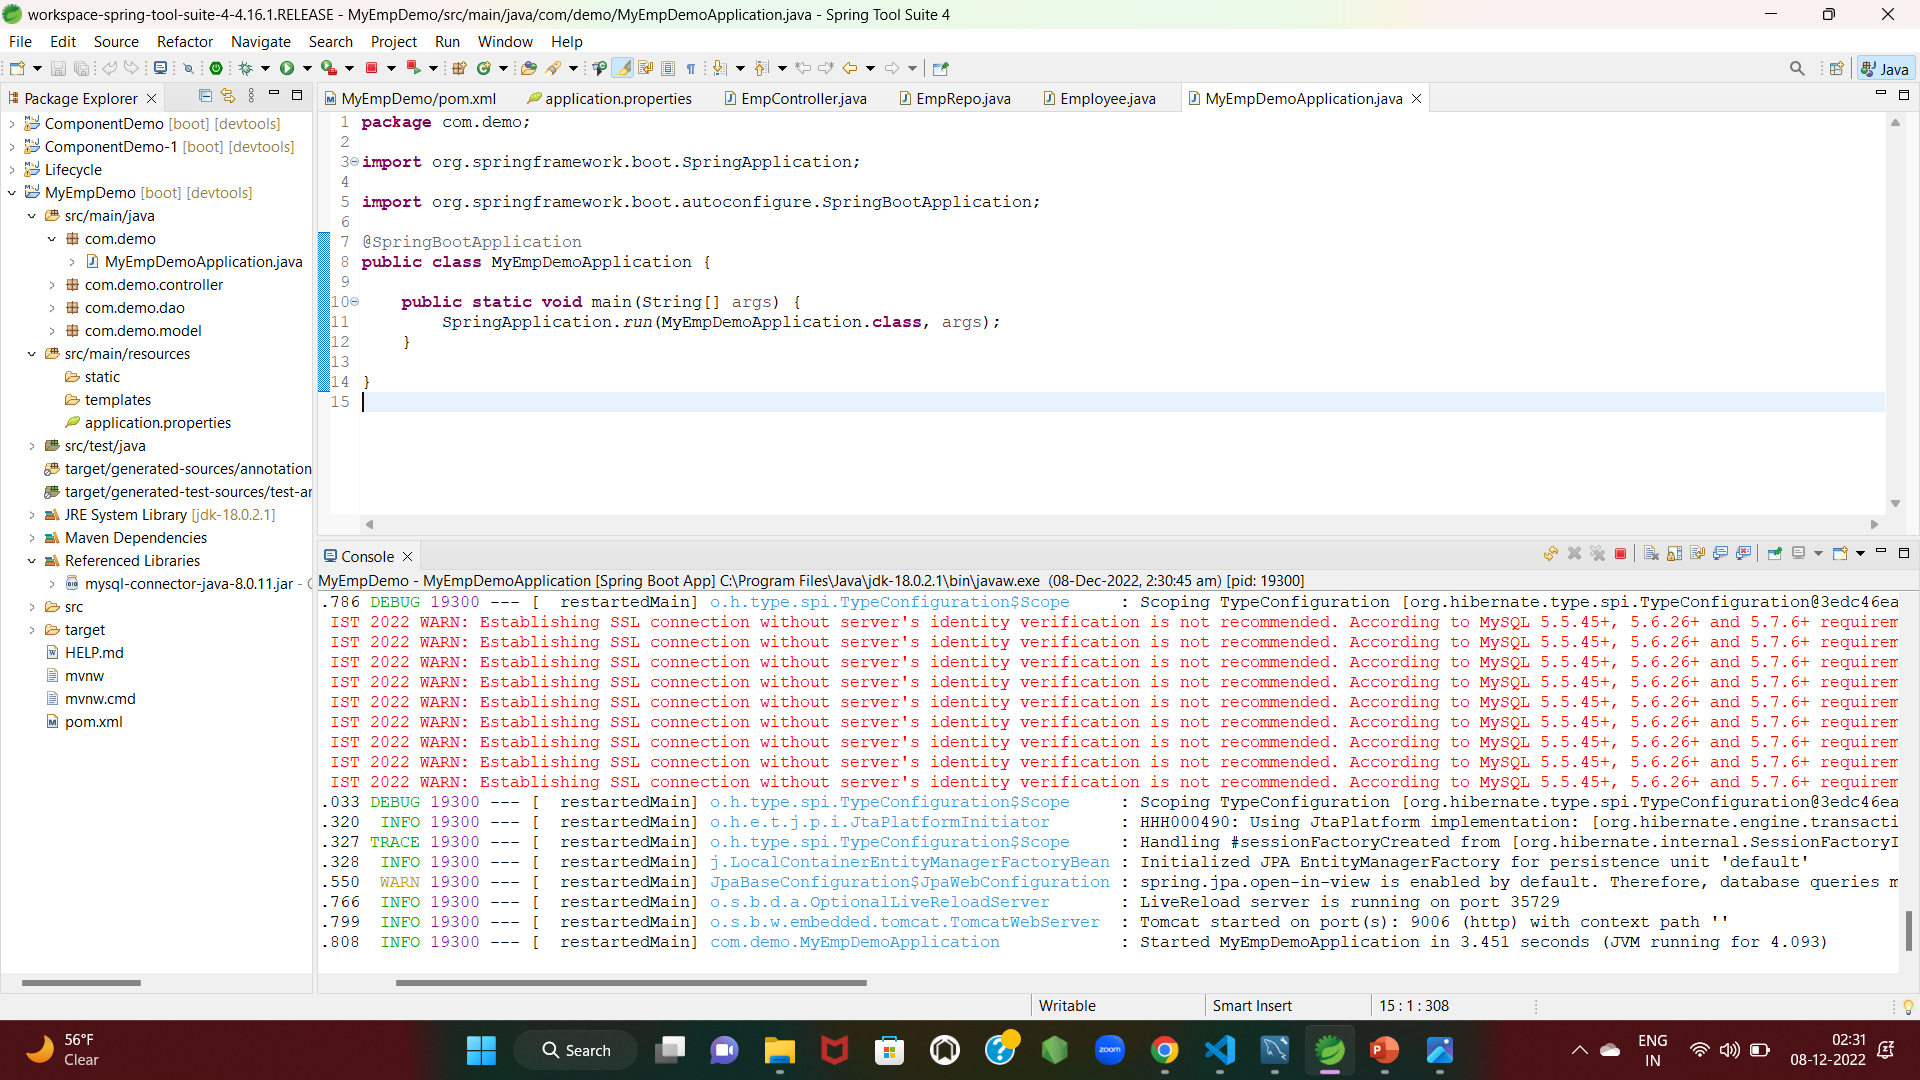 workspace-spring-tool-suite-4-4.16.1.RELEASE - MyEmpDemo/src/main/java/com/demo/MyEmpDemoApplication.java - Spring Tool Suite 4
File Edit Source Refactor Navigate Search Project Run Window Help
Java
Package Explorer
ComponentDemo [boot] [devtools]
ComponentDemo-1 [boot] [devtools]
Lifecycle
MyEmpDemo [boot] [devtools]
src/main/java
com.demo
MyEmpDemoApplication.java
com.demo.controller
com.demo.dao
com.demo.model
src/main/resources
static
templates
application.properties
src/test/java
target/generated-sources/annotation
target/generated-test-sources/test-ar
JRE System Library [jdk-18.0.2.1]
Maven Dependencies
Referenced Libraries
mysql-connector-java-8.0.11.jar - C
src
target
HELP.md
mvnw
mvnw.cmd
pom.xml
MyEmpDemo/pom.xml application.properties EmpController.java EmpRepo.java Employee.java MyEmpDemoApplication.java
1 package com.demo;
2
3 import org.springframework.boot.SpringApplication;
4
5 import org.springframework.boot.autoconfigure.SpringBootApplication;
6
7 @SpringBootApplication
8 public class MyEmpDemoApplication {
9
10 public static void main(String[] args) {
11 SpringApplication.run(MyEmpDemoApplication.class, args);
12 }
13
14 }
15
Console
MyEmpDemo - MyEmpDemoApplication [Spring Boot App] C:\Program Files\Java\jdk-18.0.2.1\bin\javaw.exe (08-Dec-2022, 2:30:45 am) [pid: 19300]
.786 DEBUG 19300 --- [ restartedMain] o.h.type.spi.TypeConfiguration$Scope : Scoping TypeConfiguration [org.hibernate.type.spi.TypeConfiguration@3edc46ea
IST 2022 WARN: Establishing SSL connection without server's identity verification is not recommended. According to MySQL 5.5.45+, 5.6.26+ and 5.7.6+ requirem
IST 2022 WARN: Establishing SSL connection without server's identity verification is not recommended. According to MySQL 5.5.45+, 5.6.26+ and 5.7.6+ requirem
IST 2022 WARN: Establishing SSL connection without server's identity verification is not recommended. According to MySQL 5.5.45+, 5.6.26+ and 5.7.6+ requirem
IST 2022 WARN: Establishing SSL connection without server's identity verification is not recommended. According to MySQL 5.5.45+, 5.6.26+ and 5.7.6+ requirem
IST 2022 WARN: Establishing SSL connection without server's identity verification is not recommended. According to MySQL 5.5.45+, 5.6.26+ and 5.7.6+ requirem
IST 2022 WARN: Establishing SSL connection without server's identity verification is not recommended. According to MySQL 5.5.45+, 5.6.26+ and 5.7.6+ requirem
IST 2022 WARN: Establishing SSL connection without server's identity verification is not recommended. According to MySQL 5.5.45+, 5.6.26+ and 5.7.6+ requirem
IST 2022 WARN: Establishing SSL connection without server's identity verification is not recommended. According to MySQL 5.5.45+, 5.6.26+ and 5.7.6+ requirem
IST 2022 WARN: Establishing SSL connection without server's identity verification is not recommended. According to MySQL 5.5.45+, 5.6.26+ and 5.7.6+ requirem
.033 DEBUG 19300 --- [ restartedMain] o.h.type.spi.TypeConfiguration$Scope : Scoping TypeConfiguration [org.hibernate.type.spi.TypeConfiguration@3edc46ea
.320 INFO 19300 --- [ restartedMain] o.h.e.t.j.p.i.JtaPlatformInitiator : HHH000490: Using JtaPlatform implementation: [org.hibernate.engine.transacti
.327 TRACE 19300 --- [ restartedMain] o.h.type.spi.TypeConfiguration$Scope : Handling #sessionFactoryCreated from [org.hibernate.internal.SessionFactoryI
.328 INFO 19300 --- [ restartedMain] j.LocalContainerEntityManagerFactoryBean : Initialized JPA EntityManagerFactory for persistence unit 'default'
.550 WARN 19300 --- [ restartedMain] JpaBaseConfiguration$JpaWebConfiguration : spring.jpa.open-in-view is enabled by default. Therefore, database queries m
.766 INFO 19300 --- [ restartedMain] o.s.b.d.a.OptionalLiveReloadServer : LiveReload server is running on port 35729
.799 INFO 19300 --- [ restartedMain] o.s.b.w.embedded.tomcat.TomcatWebServer : Tomcat started on port(s): 9006 (http) with context path ''
.808 INFO 19300 --- [ restartedMain] com.demo.MyEmpDemoApplication : Started MyEmpDemoApplication in 3.451 seconds (JVM running for 4.093)
Writable Smart Insert 15 : 1 : 308
56°F
Clear
Search
zoom
ENG
IN
02:31
08-12-2022